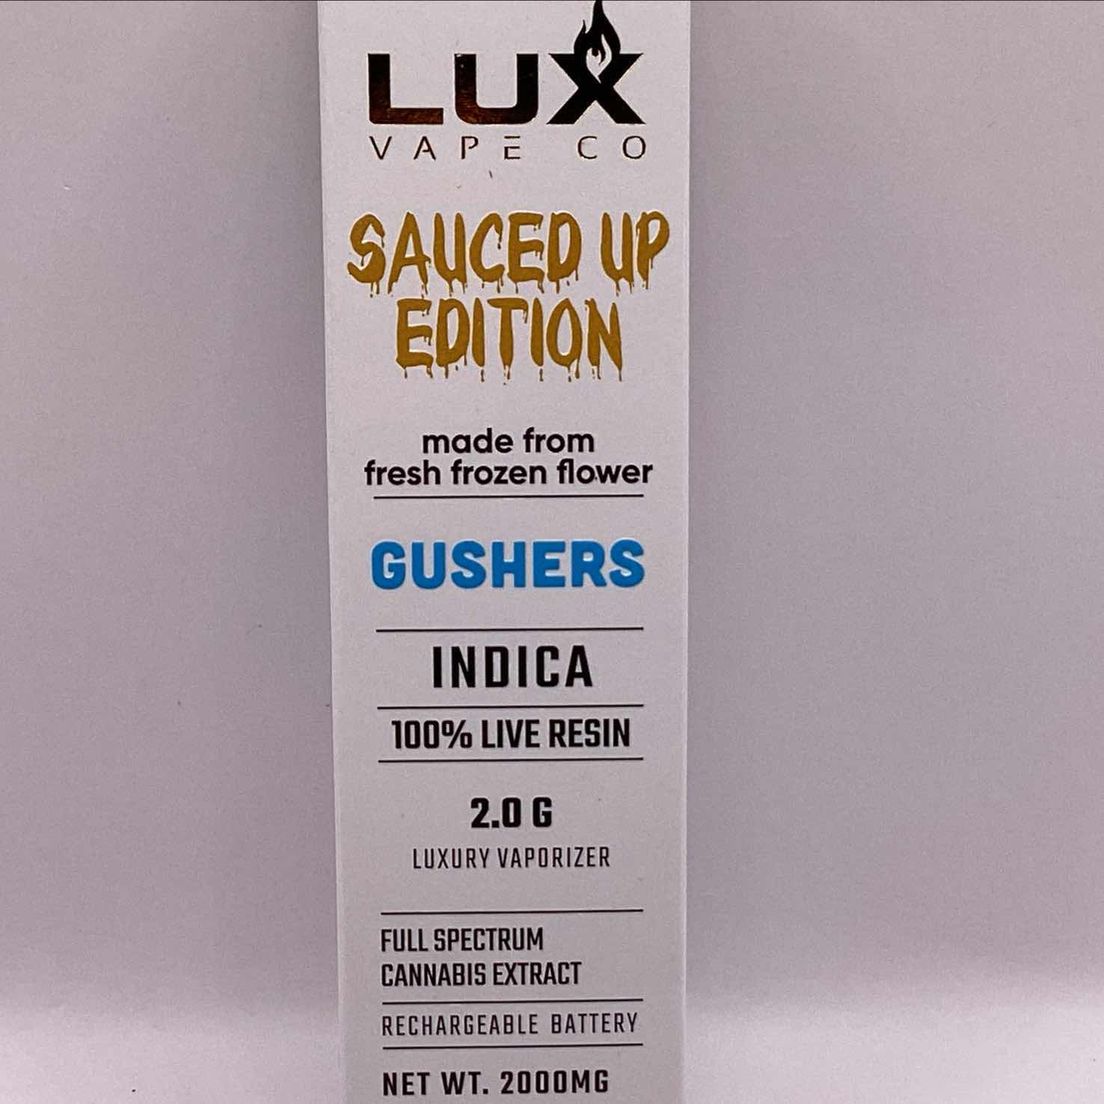 LUX
VAPE CO
SAUCED UP
EDITION
made from
fresh frozen flower
GUSHERS
INDICA
100% LIVE RESIN
2.0 G
LUXURY VAPORIZER
FULL SPECTRUM
CANNABIS EXTRACT
RECHARGEABLE BATTERY
NET WT. 2000MG